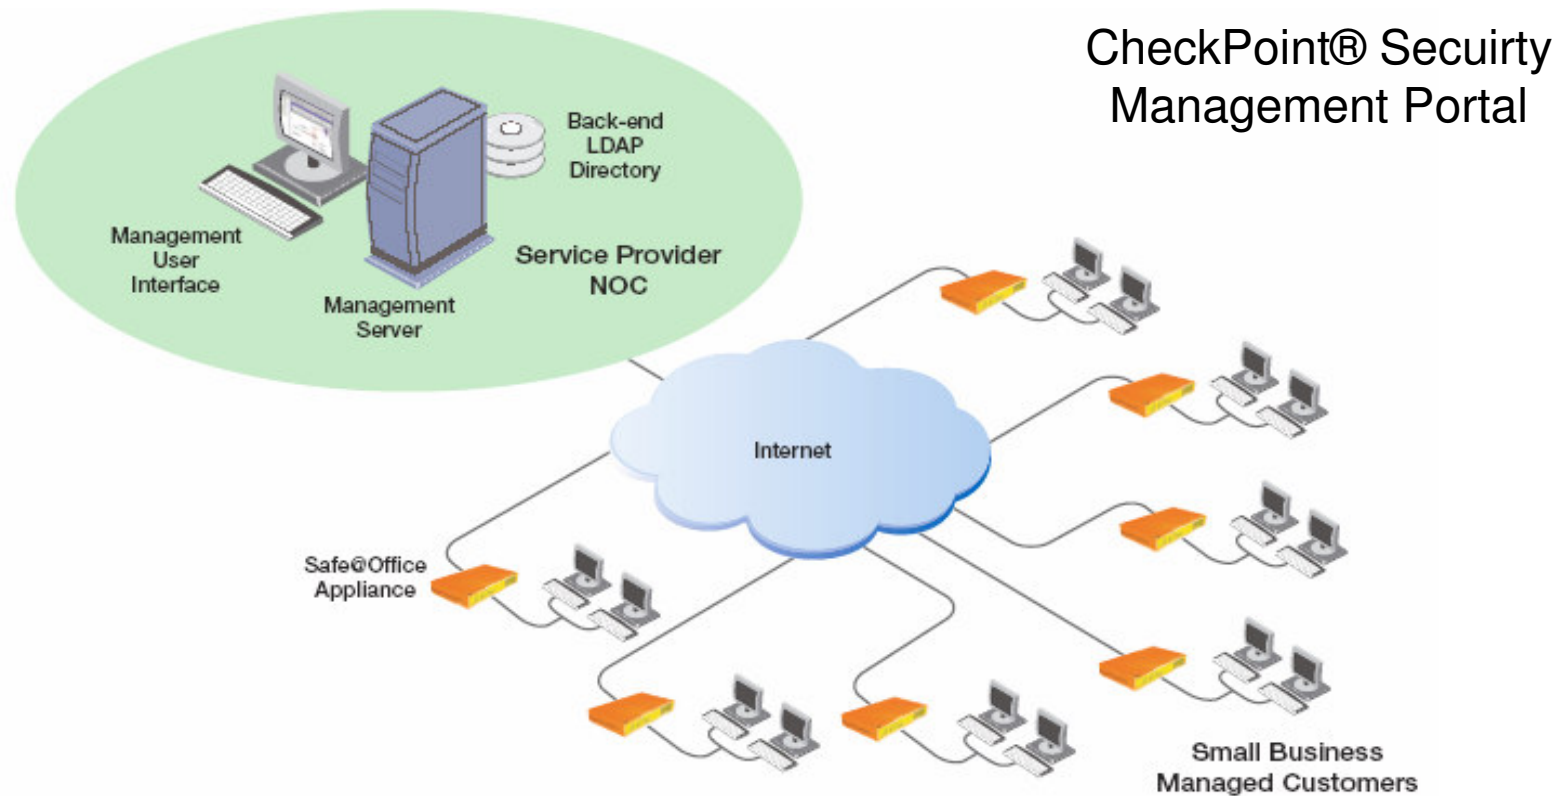 CheckPoint® Secuirty
Management Portal
Back-end
LDAP
Directory
Management
User
Interface
Management
Server
Service Provider
NOC
Internet
Safe@Office
Appliance
Small Business
Managed Customers